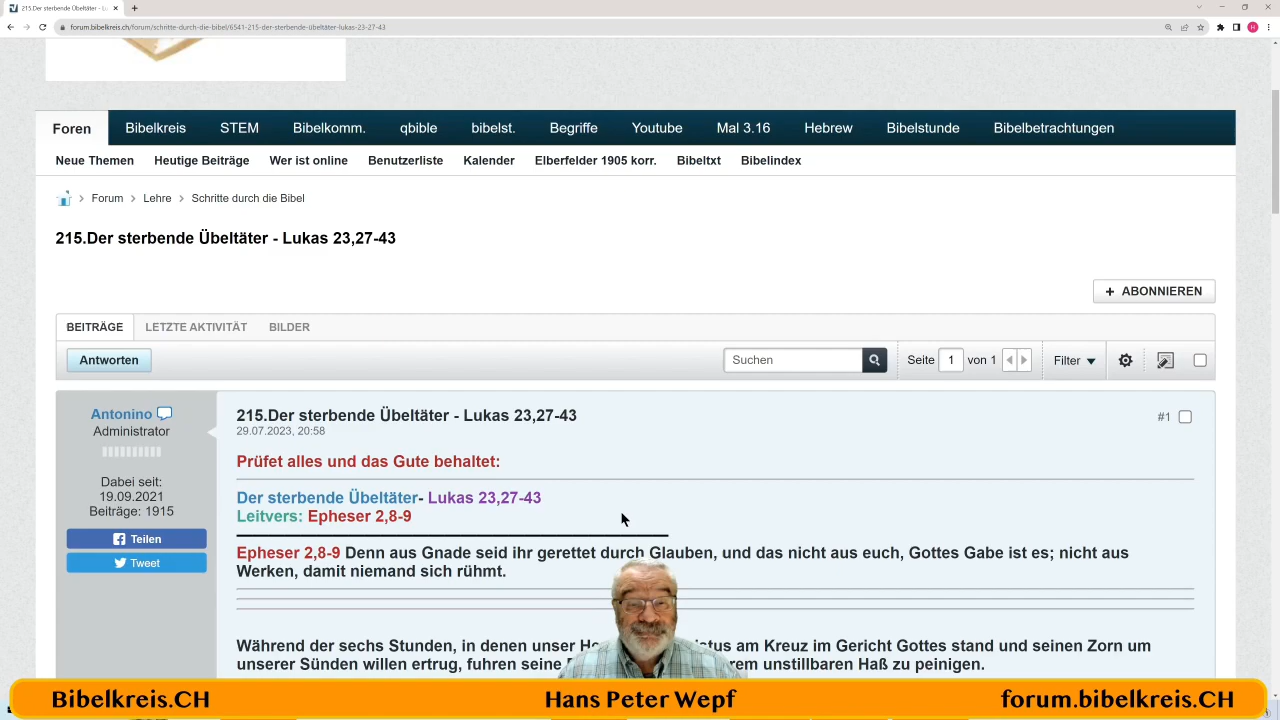 215.Der sterbende Übeltäter - Lu
forum.bibelkreis.ch/forum/schritte-durch-die-bibel/6541-215-der-sterbende-übeltäter-lukas-23-27-43
Foren Bibelkreis STEM Bibelkomm. qbible bibelst. Begriffe Youtube Mal 3.16 Hebrew Bibelstunde Bibelbetrachtungen
Neue Themen Heutige Beiträge Wer ist online Benutzerliste Kalender Elberfelder 1905 korr. Bibeltxt Bibelindex
Forum Lehre Schritte durch die Bibel
215.Der sterbende Übeltäter - Lukas 23,27-43
+ ABONNIEREN
BEITRÄGE LETZTE AKTIVITÄT BILDER
Antworten Suchen Seite 1 von 1 Filter
Antonino
Administrator
Dabei seit:
19.09.2021
Beiträge: 1915
Teilen
Tweet
215.Der sterbende Übeltäter - Lukas 23,27-43 #1
29.07.2023, 20:58
Prüfet alles und das Gute behaltet:
Der sterbende Übeltäter- Lukas 23,27-43
Leitvers: Epheser 2,8-9
Epheser 2,8-9 Denn aus Gnade seid ihr gerettet durch Glauben, und das nicht aus euch, Gottes Gabe ist es; nicht aus
Werken, damit niemand sich rühmt.
Während der sechs Stunden, in denen unser am Kreuz im Gericht Gottes stand und seinen Zorn um
unserer Sünden willen ertrug, fuhren seine unstillbaren Haß zu peinigen.
Bibelkreis.CH Hans Peter Wepf forum.bibelkreis.CH